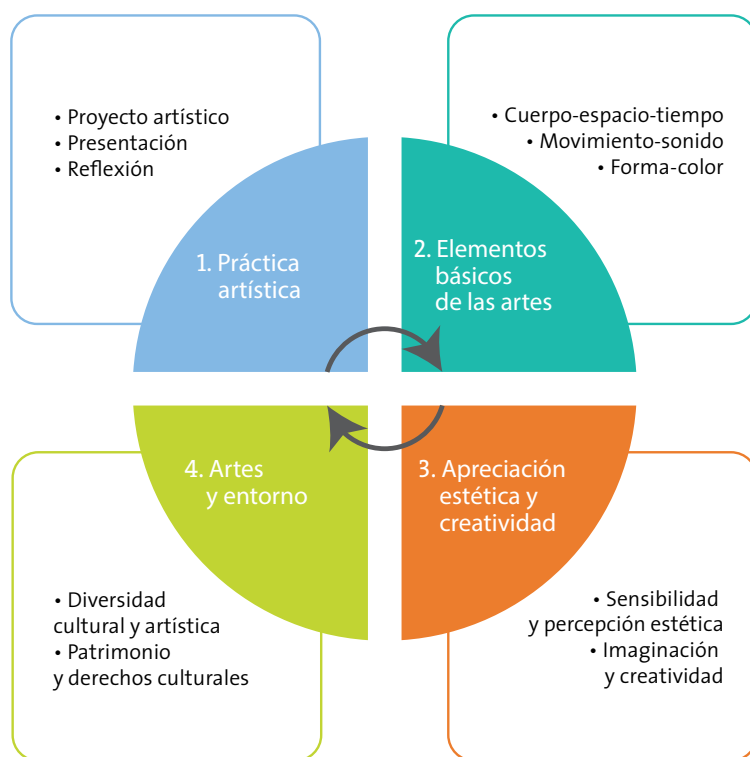 • Proyecto artístico
• Presentación
• Reflexión
1. Práctica
artística
• Cuerpo-espacio-tiempo
• Movimiento-sonido
• Forma-color
2. Elementos
básicos
de las artes
3. Apreciación
estética y
creatividad
• Sensibilidad
y percepción estética
• Imaginación
y creatividad
4. Artes
y entorno
• Diversidad
cultural y artística
• Patrimonio
y derechos culturales